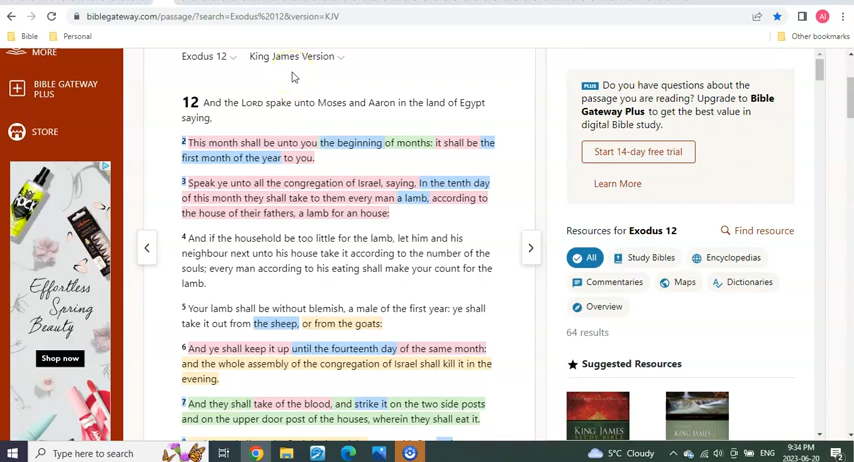 biblegateway.com/passage/?search=Exodus%2012&version=KJV
AI
Bible
Personal
Other bookmarks
MORE
BIBLE GATEWAY
PLUS
STORE
Effortless
Spring
Beauty
Shop now
Exodus 12
King James Version
12 And the LORD spake unto Moses and Aaron in the land of Egypt
saying,
2 This month shall be unto you the beginning of months: it shall be the
first month of the year to you.
3 Speak ye unto all the congregation of Israel, saying, In the tenth day
of this month they shall take to them every man a lamb, according to
the house of their fathers, a lamb for an house:
4 And if the household be too little for the lamb, let him and his
neighbour next unto his house take it according to the number of the
souls; every man according to his eating shall make your count for the
lamb.
5 Your lamb shall be without blemish, a male of the first year: ye shall
take it out from the sheep, or from the goats:
6 And ye shall keep it up until the fourteenth day of the same month:
and the whole assembly of the congregation of Israel shall kill it in the
evening.
7 And they shall take of the blood, and strike it on the two side posts
and on the upper door post of the houses, wherein they shall eat it.
PLUS Do you have questions about the
passage you are reading? Upgrade to Bible
Gateway Plus to get the best value in
digital Bible study.
Start 14-day free trial
Learn More
Resources for Exodus 12
Find resource
All
Study Bibles
Encyclopedias
Commentaries
Maps
Dictionaries
Overview
64 results
Suggested Resources
KING JAMES
KING JAMES
Type here to search
5°C Cloudy
ENG
9:34 PM
2023-06-20
2